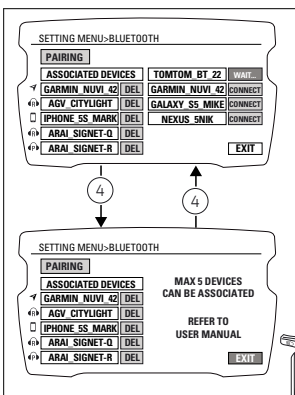 SETTING MENU>BLUETOOTH
PAIRING
ASSOCIATED DEVICES TOMTOM_BT_22 WAIT...
GARMIN_NUVI_42 DEL GARMIN_NUVI_42 CONNECT
AGV_CITYLIGHT DEL GALAXY_S5_MIKE CONNECT
IPHONE_5S_MARK DEL NEXUS_5NIK CONNECT
ARAI_SIGNET-Q DEL
ARAI_SIGNET-R DEL EXIT
4 4
SETTING MENU>BLUETOOTH
PAIRING
ASSOCIATED DEVICES
GARMIN_NUVI_42 DEL
AGV_CITYLIGHT DEL
IPHONE_5S_MARK DEL
ARAI_SIGNET-Q DEL
ARAI_SIGNET-R DEL
MAX 5 DEVICES
CAN BE ASSOCIATED
REFER TO
USER MANUAL
EXIT